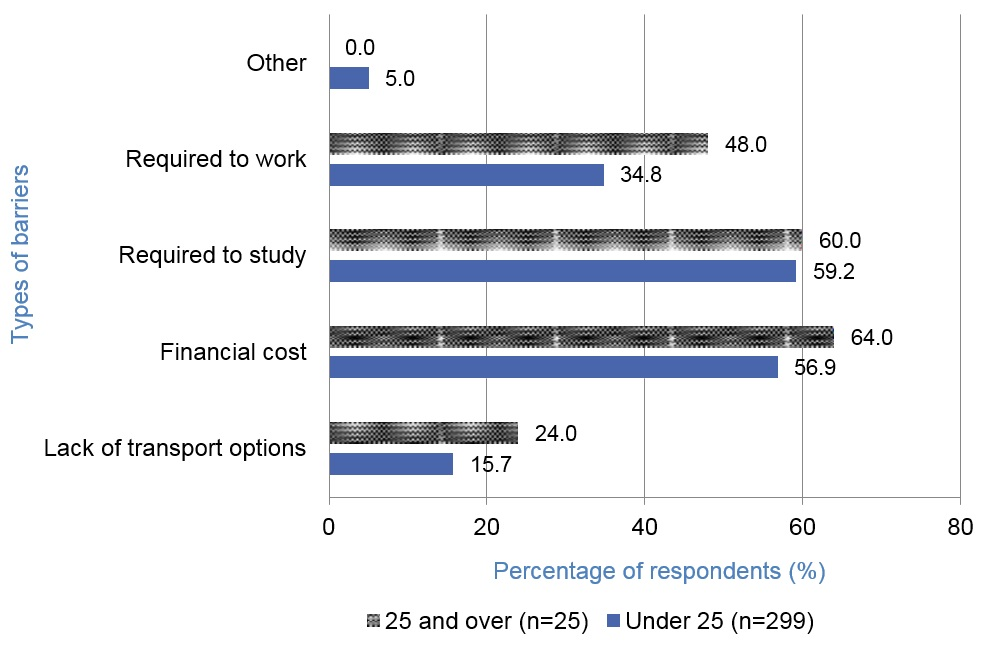 Types of barriers
Other
0.0
5.0
Required to work
48.0
34.8
Required to study
60.0
59.2
Financial cost
64.0
56.9
Lack of transport options
24.0
15.7
0 20 40 60 80
Percentage of respondents (%)
25 and over (n=25) Under 25 (n=299)